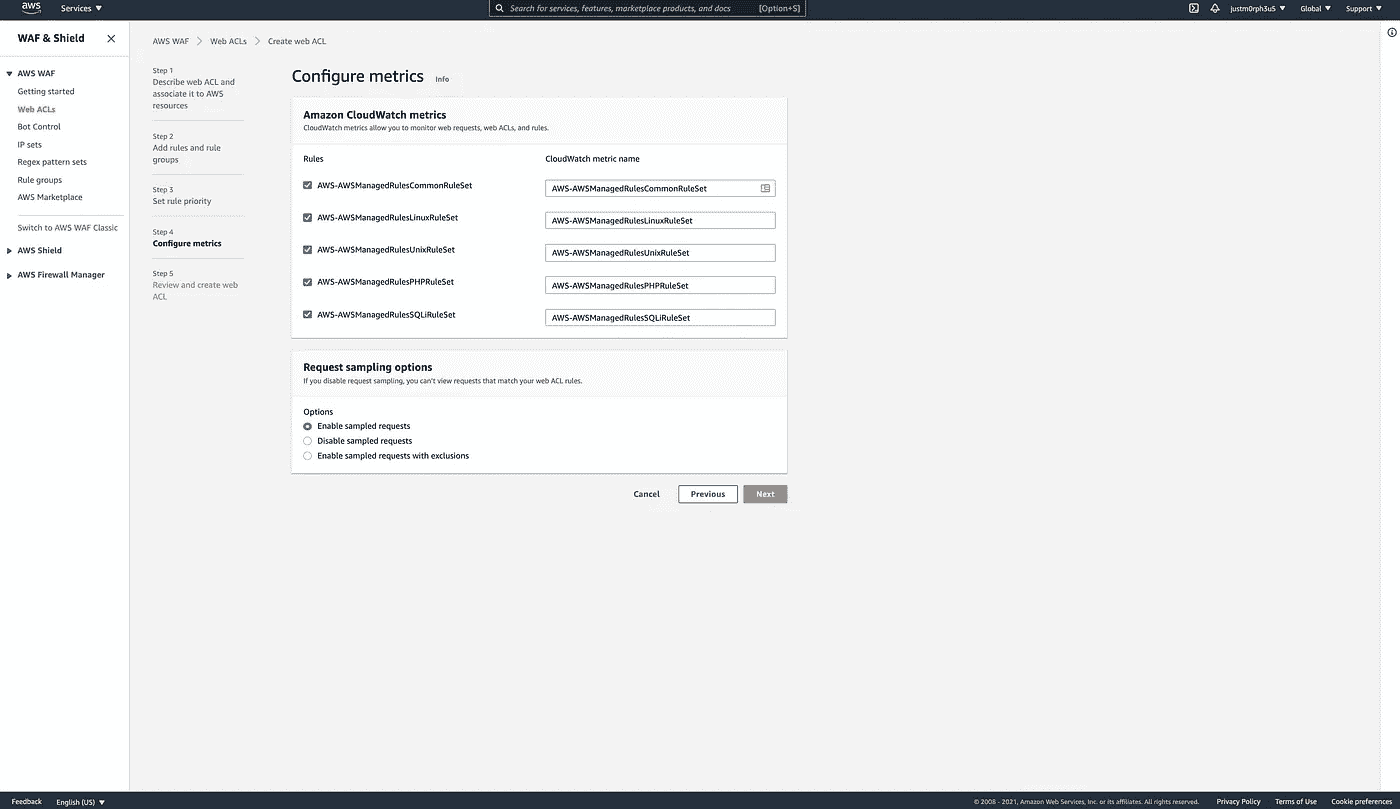 aws
Services
Search for services, features, marketplace products, and docs
[Option+S]
justm0rph3u5
Global
Support
WAF & Shield
AWS WAF
Getting started
Web ACLs
Bot Control
IP sets
Regex pattern sets
Rule groups
AWS Marketplace
Switch to AWS WAF Classic
AWS Shield
AWS Firewall Manager
AWS WAF
Web ACLs
Create web ACL
Step 1
Describe web ACL and
associate it to AWS
resources
Step 2
Add rules and rule
groups
Step 3
Set rule priority
Step 4
Configure metrics
Step 5
Review and create web
ACL
Configure metrics Info
Amazon CloudWatch metrics
CloudWatch metrics allow you to monitor web requests, web ACLs, and rules.
Rules
CloudWatch metric name
AWS-AWSManagedRulesCommonRuleSet
AWS-AWSManagedRulesCommonRuleSet
AWS-AWSManagedRulesLinuxRuleSet
AWS-AWSManagedRulesLinuxRuleSet
AWS-AWSManagedRulesUnixRuleSet
AWS-AWSManagedRulesUnixRuleSet
AWS-AWSManagedRulesPHPRuleSet
AWS-AWSManagedRulesPHPRuleSet
AWS-AWSManagedRulesSQLiRuleSet
AWS-AWSManagedRulesSQLiRuleSet
Request sampling options
If you disable request sampling, you can't view requests that match your web ACL rules.
Options
Enable sampled requests
Disable sampled requests
Enable sampled requests with exclusions
Cancel
Previous
Next
Feedback
English (US)
© 2008 - 2021, Amazon Web Services, Inc. or its affiliates. All rights reserved.
Privacy Policy
Terms of Use
Cookie preferences